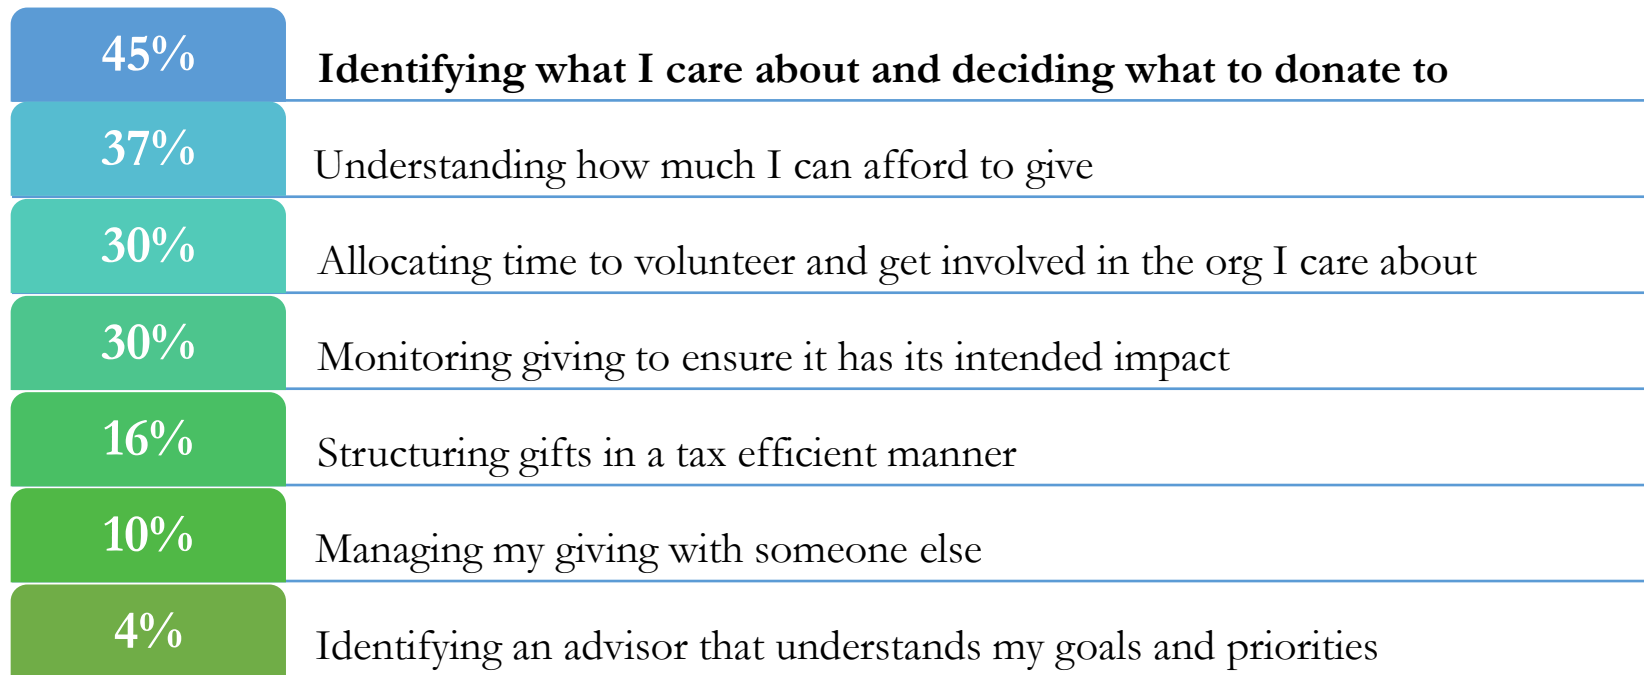 45% Identifying what I care about and deciding what to donate to
37% Understanding how much I can afford to give
30% Allocating time to volunteer and get involved in the org I care about
30% Monitoring giving to ensure it has its intended impact
16% Structuring gifts in a tax efficient manner
10% Managing my giving with someone else
4% Identifying an advisor that understands my goals and priorities